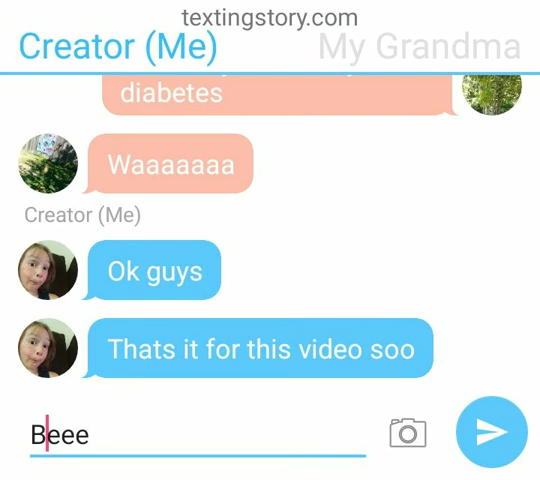 textingstory.com
Creator (Me) My Grandma
diabetes
Waaaaaaa
Creator (Me)
Ok guys
Thats it for this video soo
Beee